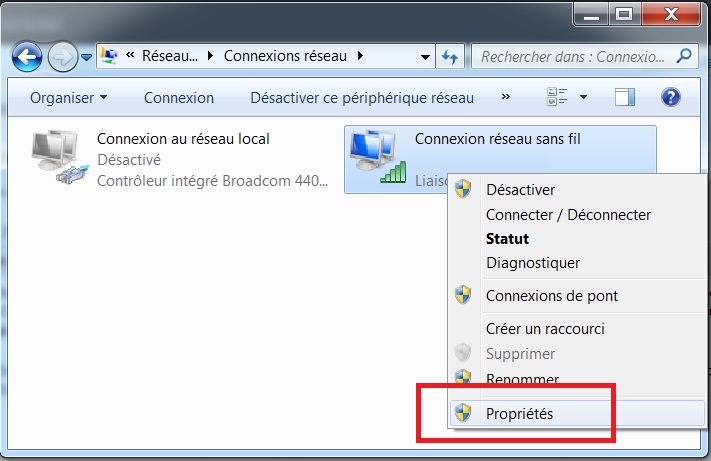 « Réseau... Connexions réseau
Rechercher dans : Connexio...
Organiser Connexion Désactiver ce périphérique réseau »
Connexion au réseau local
Désactivé
Contrôleur intégré Broadcom 440...
Connexion réseau sans fil
Désactiver
Connecter / Déconnecter
Statut
Diagnostiquer
Connexions de pont
Créer un raccourci
Supprimer
Renommer
Propriétés